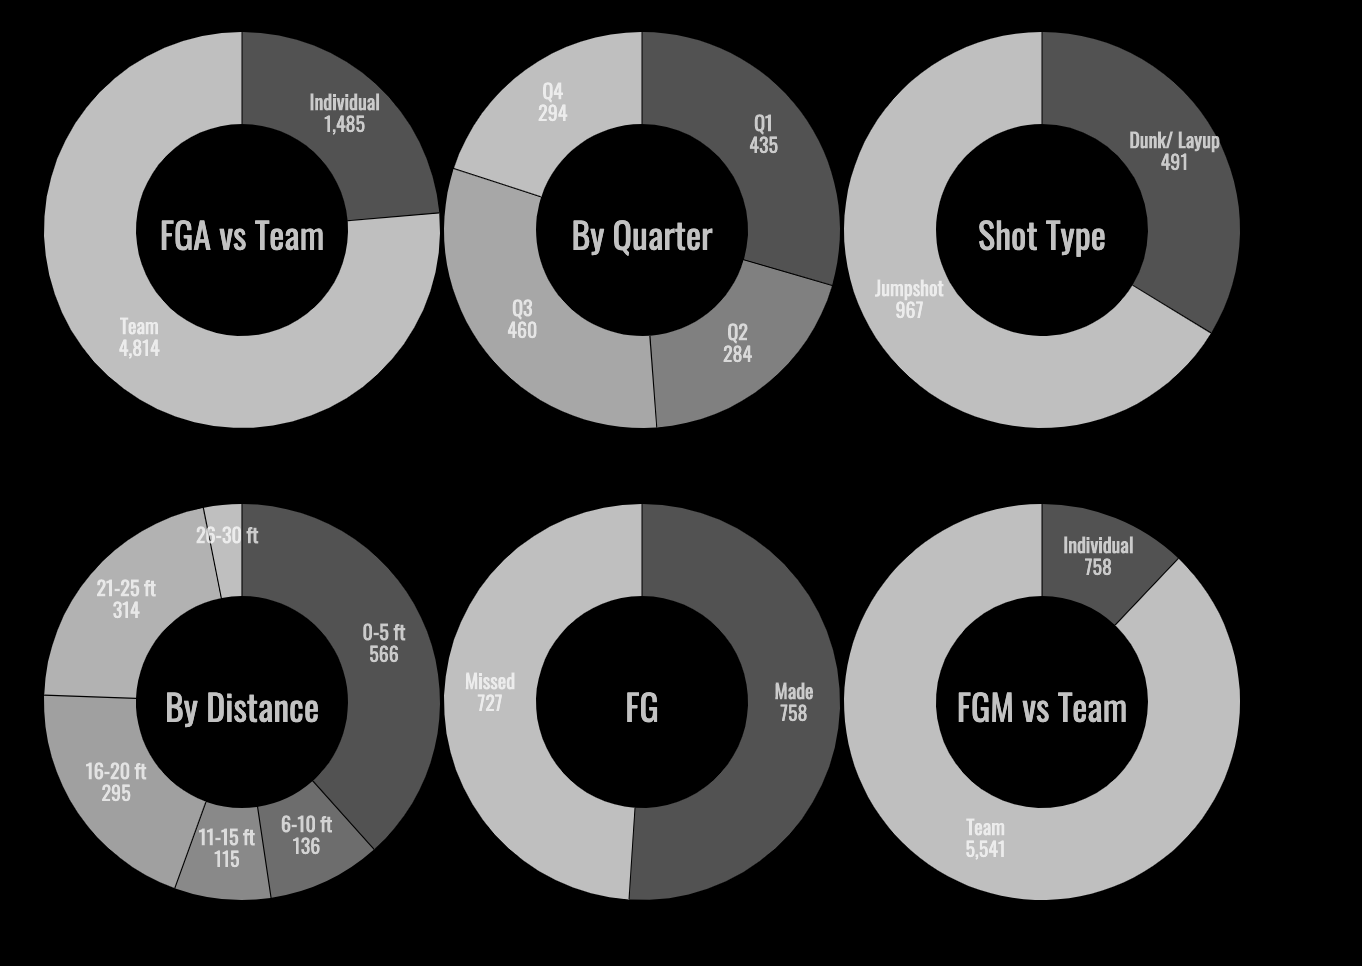 FGA vs Team
Individual
1,485
Team
4,814
By Quarter
Q1
435
Q2
284
Q3
460
Q4
294
Shot Type
Dunk/ Layup
491
Jumpshot
967
By Distance
0-5 ft
566
6-10 ft
136
11-15 ft
115
16-20 ft
295
21-25 ft
314
26-30 ft
FG
Made
758
Missed
727
FGM vs Team
Individual
758
Team
5,541